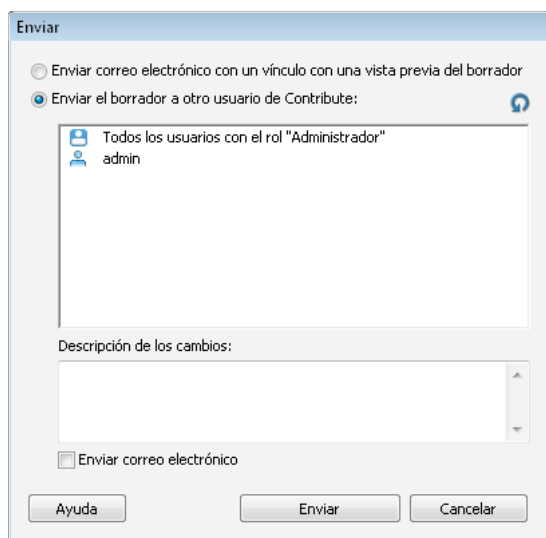 Enviar
Enviar correo electrónico con un vínculo con una vista previa del borrador
Enviar el borrador a otro usuario de Contribute:
Todos los usuarios con el rol "Administrador"
admin
Descripción de los cambios:
Enviar correo electrónico
Ayuda
Enviar
Cancelar